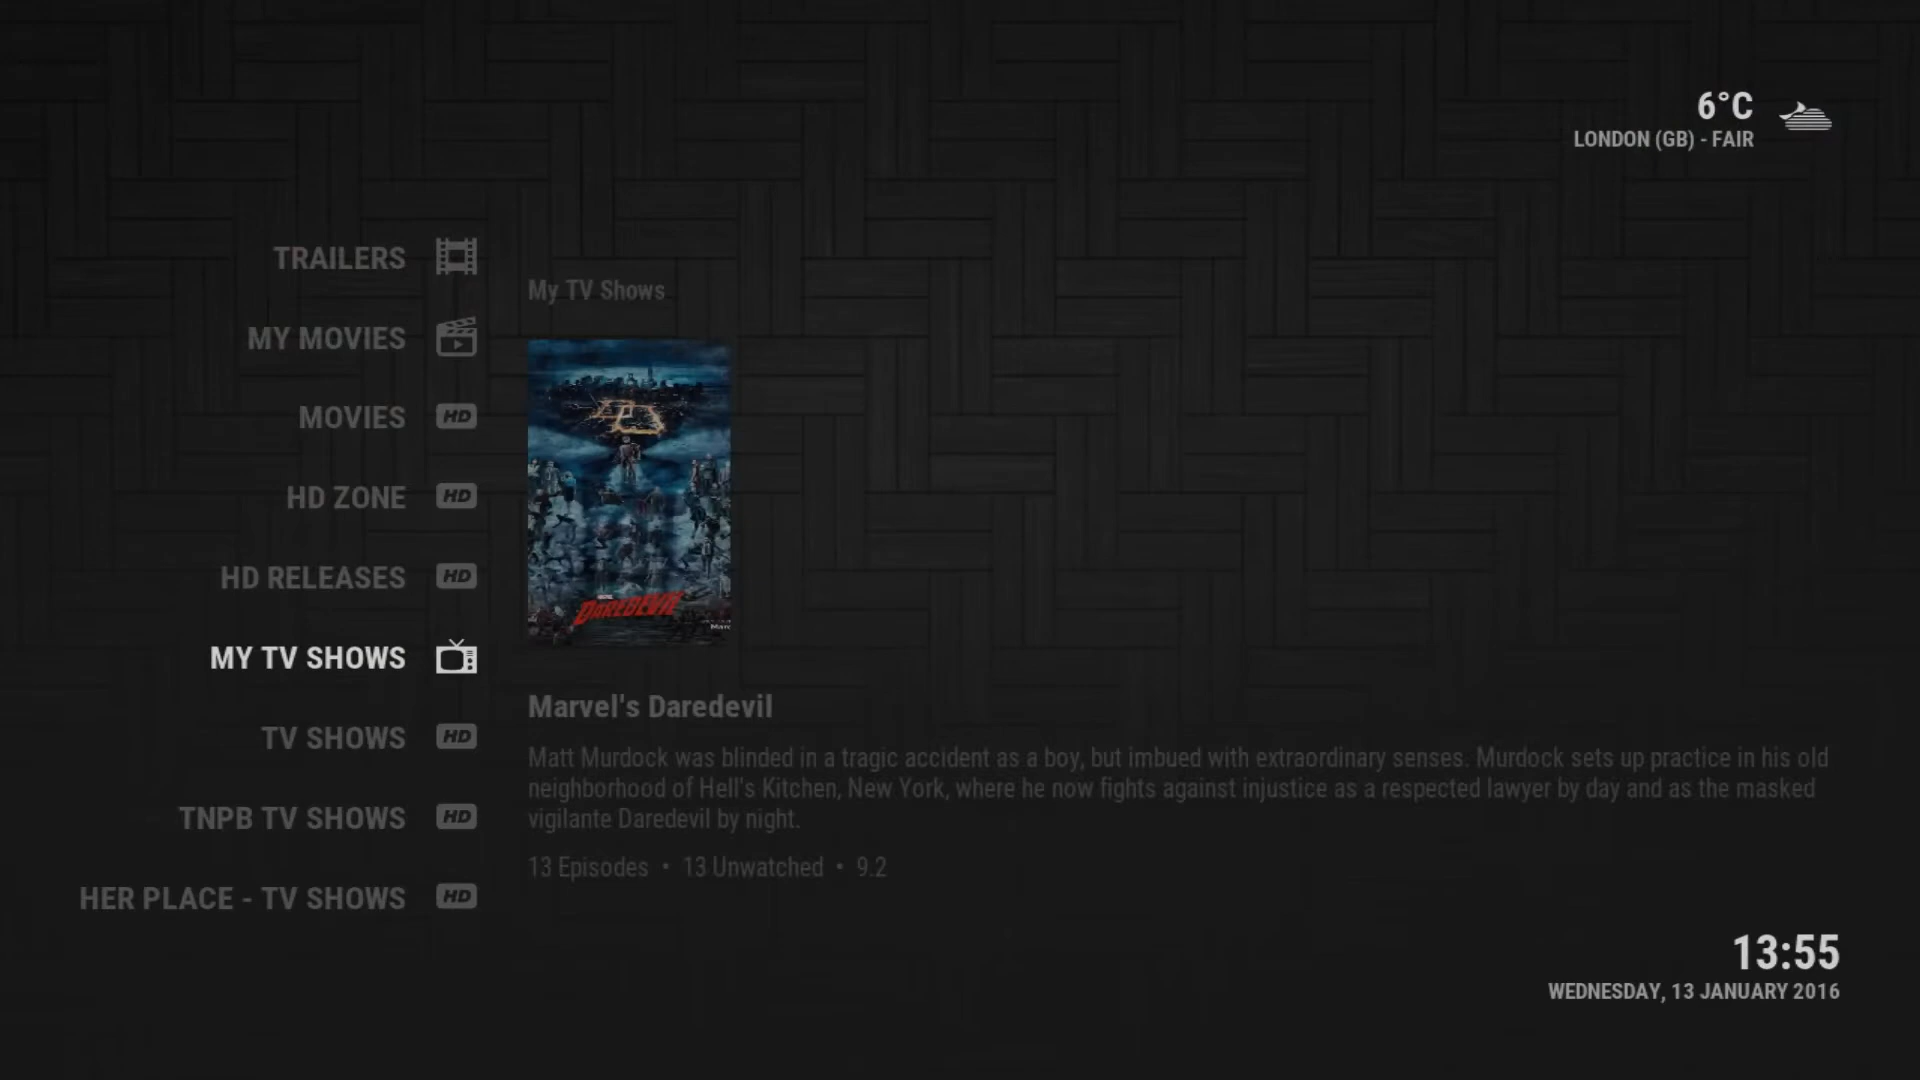 6°C
LONDON (GB) - FAIR
TRAILERS
MY MOVIES
MOVIES HD
HD ZONE HD
HD RELEASES HD
MY TV SHOWS
TV SHOWS HD
TNPB TV SHOWS HD
HER PLACE - TV SHOWS HD
My TV Shows
MARVEL
DAREDEVIL
Marvel's Daredevil
Matt Murdock was blinded in a tragic accident as a boy, but imbued with extraordinary senses. Murdock sets up practice in his old
neighborhood of Hell's Kitchen, New York, where he now fights against injustice as a respected lawyer by day and as the masked
vigilante Daredevil by night.
13 Episodes • 13 Unwatched • 9.2
13:55
WEDNESDAY, 13 JANUARY 2016